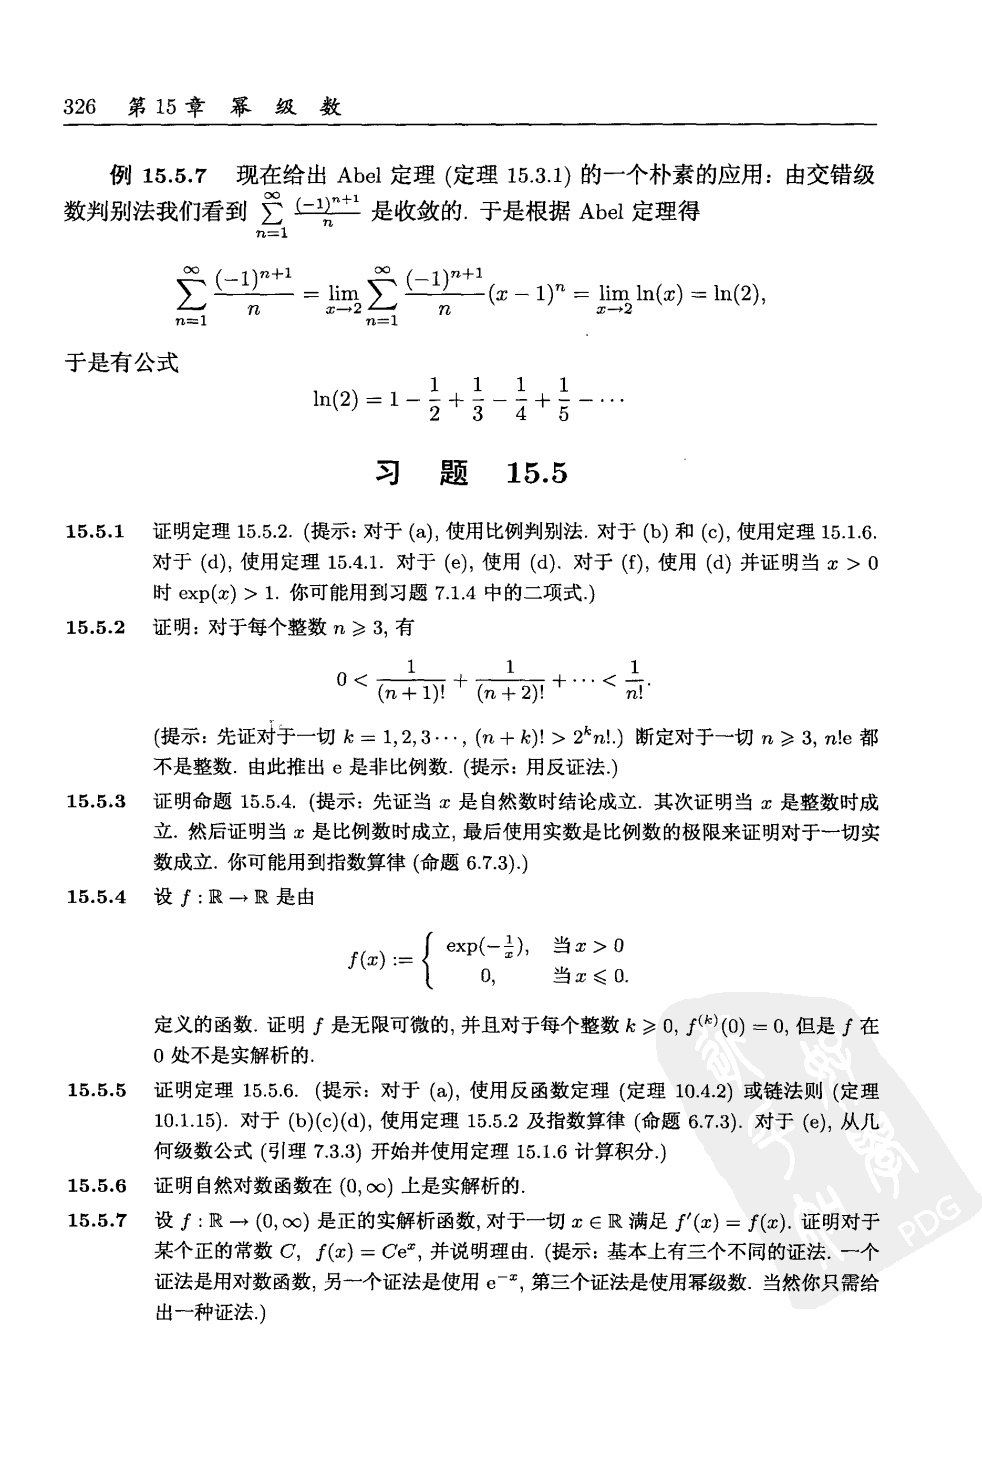 326 第 15 章 幂 级 数
例 15.5.7 现在给出 Abel 定理 (定理 15.3.1) 的一个朴素的应用: 由交错级
数判别法我们看到 $\sum_{n=1}^{\infty} \frac{(-1)^{n+1}}{n}$ 是收敛的. 于是根据 Abel 定理得
$\sum_{n=1}^{\infty} \frac{(-1)^{n+1}}{n} = \lim_{x \to 2} \sum_{n=1}^{\infty} \frac{(-1)^{n+1}}{n}(x-1)^n = \lim_{x \to 2} \ln(x) = \ln(2),$
于是有公式
$\ln(2) = 1 - \frac{1}{2} + \frac{1}{3} - \frac{1}{4} + \frac{1}{5} - \cdots$
习 题 15.5
15.5.1 证明定理 15.5.2. (提示: 对于 (a), 使用比例判别法. 对于 (b) 和 (c), 使用定理 15.1.6.
对于 (d), 使用定理 15.4.1. 对于 (e), 使用 (d). 对于 (f), 使用 (d) 并证明当 x > 0
时 exp(x) > 1. 你可能用到习题 7.1.4 中的二项式.)
15.5.2 证明: 对于每个整数 n ⩾ 3, 有
$0 < \frac{1}{(n+1)!} + \frac{1}{(n+2)!} + \cdots < \frac{1}{n!}.$
(提示: 先证对于一切 k = 1, 2, 3 ⋯, $(n+k)! > 2^k n!$.) 断定对于一切 n ⩾ 3, n!e 都
不是整数. 由此推出 e 是非比例数. (提示: 用反证法.)
15.5.3 证明命题 15.5.4. (提示: 先证当 x 是自然数时结论成立. 其次证明当 x 是整数时成
立. 然后证明当 x 是比例数时成立, 最后使用实数是比例数的极限来证明对于一切实
数成立. 你可能用到指数算律 (命题 6.7.3).)
15.5.4 设 f : ℝ → ℝ 是由
$f(x) := \begin{cases} \exp(-\frac{1}{x}), & 当 x > 0 \\ 0, & 当 x ⩽ 0. \end{cases}$
定义的函数. 证明 f 是无限可微的, 并且对于每个整数 k ⩾ 0, $f^{(k)}(0) = 0$, 但是 f 在
0 处不是实解析的.
15.5.5 证明定理 15.5.6. (提示: 对于 (a), 使用反函数定理 (定理 10.4.2) 或链法则 (定理
10.1.15). 对于 (b)(c)(d), 使用定理 15.5.2 及指数算律 (命题 6.7.3). 对于 (e), 从几
何级数公式 (引理 7.3.3) 开始并使用定理 15.1.6 计算积分.)
15.5.6 证明自然对数函数在 (0, ∞) 上是实解析的.
15.5.7 设 f : ℝ → (0, ∞) 是正的实解析函数, 对于一切 x ∈ ℝ 满足 f′(x) = f(x). 证明对于
某个正的常数 C, $f(x) = Ce^x$, 并说明理由. (提示: 基本上有三个不同的证法. 一个
证法是用对数函数, 另一个证法是使用 $e^{-x}$, 第三个证法是使用幂级数. 当然你只需给
出一种证法.)
PDG